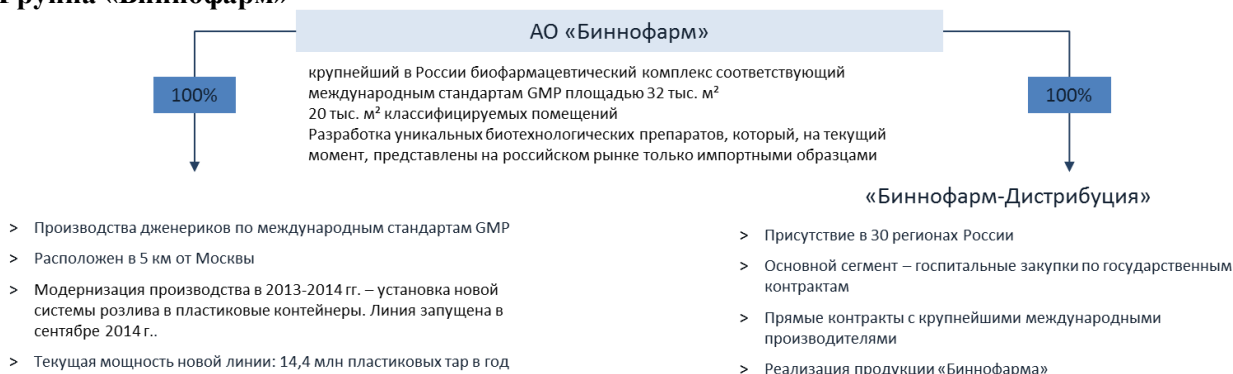 Группа «Биннофарм»
АО «Биннофарм»
100%
крупнейший в России биофармацевтический комплекс соответствующий
международным стандартам GMP площадью 32 тыс. м²
20 тыс. м² классифицируемых помещений
Разработка уникальных биотехнологических препаратов, который, на текущий
момент, представлены на российском рынке только импортными образцами
100%
> Производства дженериков по международным стандартам GMP
> Расположен в 5 км от Москвы
> Модернизация производства в 2013-2014 гг. – установка новой
системы розлива в пластиковые контейнеры. Линия запущена в
сентябре 2014 г..
> Текущая мощность новой линии: 14,4 млн пластиковых тар в год
«Биннофарм-Дистрибуция»
> Присутствие в 30 регионах России
> Основной сегмент – госпитальные закупки по государственным
контрактам
> Прямые контракты с крупнейшими международными
производителями
> Реализация продукции «Биннофарма»